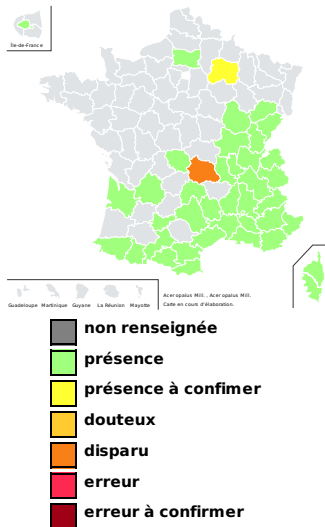 Île-de-France
Guadeloupe Martinique Guyane La Réunion Mayotte
Acer opalus Mill. , Acer opalus Mill.
Carte en cours d'élaboration.
non renseignée
présence
présence à confimer
douteux
disparu
erreur
erreur à confirmer